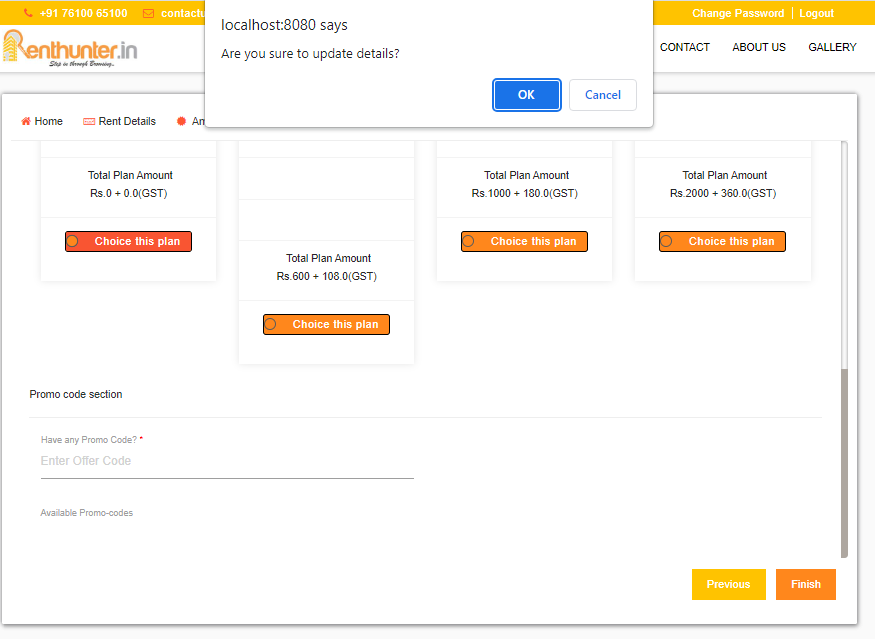 +91 76100 65100
Change Password | Logout
localhost:8080 says
Are you sure to update details?
OK
Cancel
Renthunter.in
Step in through Browsing..
CONTACT
ABOUT US
GALLERY
Home
Rent Details
Total Plan Amount
Rs.0 + 0.0(GST)
Choice this plan
Total Plan Amount
Rs.600 + 108.0(GST)
Choice this plan
Total Plan Amount
Rs.1000 + 180.0(GST)
Choice this plan
Total Plan Amount
Rs.2000 + 360.0(GST)
Choice this plan
Promo code section
Have any Promo Code? *
Enter Offer Code
Available Promo-codes
Previous
Finish